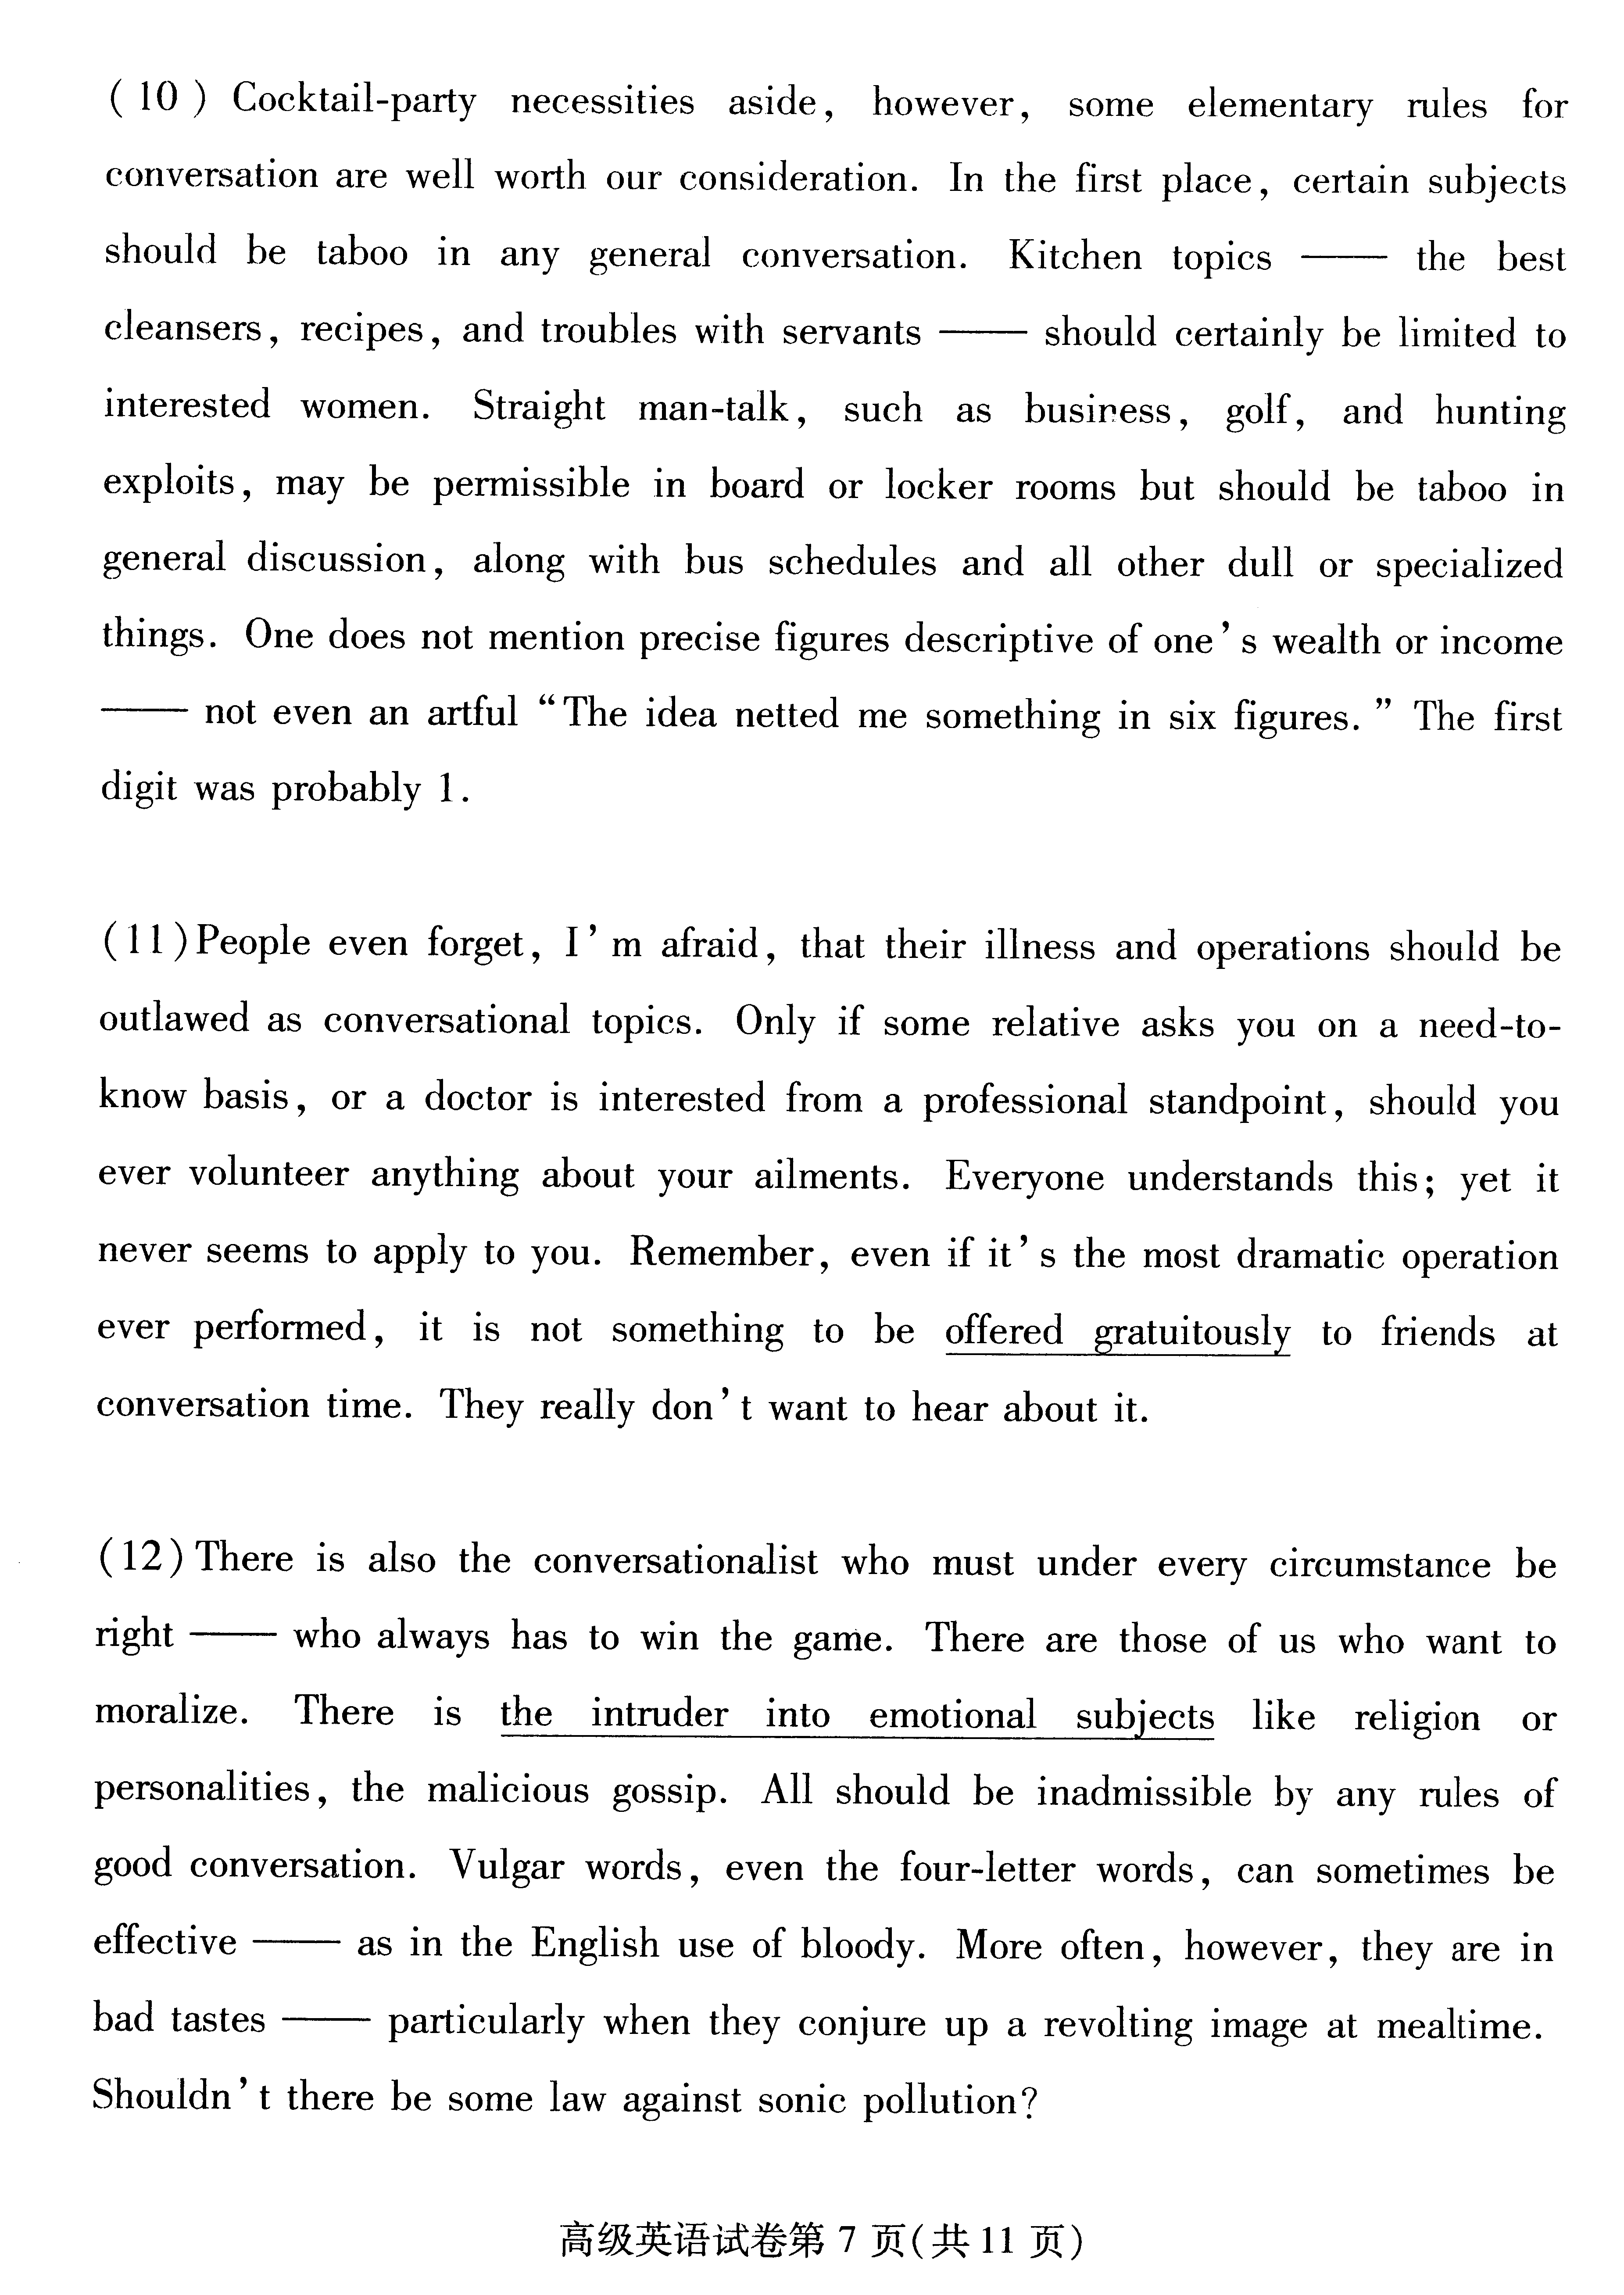 ( 10 ) Cocktail-party necessities aside, however, some elementary rules for
conversation are well worth our consideration. In the first place, certain subjects
should be taboo in any general conversation. Kitchen topics —— the best
cleansers, recipes, and troubles with servants —— should certainly be limited to
interested women. Straight man-talk, such as business, golf, and hunting
exploits, may be permissible in board or locker rooms but should be taboo in
general discussion, along with bus schedules and all other dull or specialized
things. One does not mention precise figures descriptive of one's wealth or income
—— not even an artful “The idea netted me something in six figures.” The first
digit was probably 1.
(11)People even forget, I'm afraid, that their illness and operations should be
outlawed as conversational topics. Only if some relative asks you on a need-to-
know basis, or a doctor is interested from a professional standpoint, should you
ever volunteer anything about your ailments. Everyone understands this; yet it
never seems to apply to you. Remember, even if it's the most dramatic operation
ever performed, it is not something to be offered gratuitously to friends at
conversation time. They really don't want to hear about it.
(12)There is also the conversationalist who must under every circumstance be
right —— who always has to win the game. There are those of us who want to
moralize. There is the intruder into emotional subjects like religion or
personalities, the malicious gossip. All should be inadmissible by any rules of
good conversation. Vulgar words, even the four-letter words, can sometimes be
effective —— as in the English use of bloody. More often, however, they are in
bad tastes —— particularly when they conjure up a revolting image at mealtime.
Shouldn't there be some law against sonic pollution?
高级英语试卷第 7 页(共 11 页)